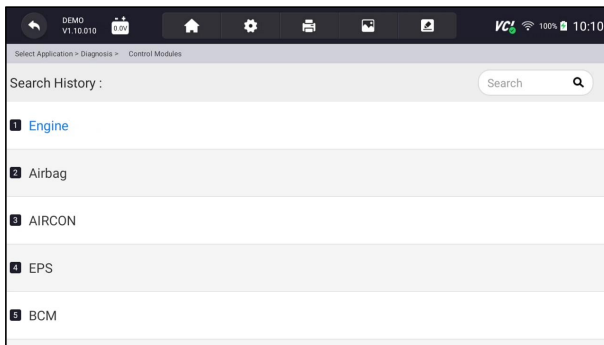 DEMO
V1.10.010
0.0V
VCI 100% 10:10
Select Application > Diagnosis > Control Modules
Search History :
Search
1 Engine
2 Airbag
3 AIRCON
4 EPS
5 BCM